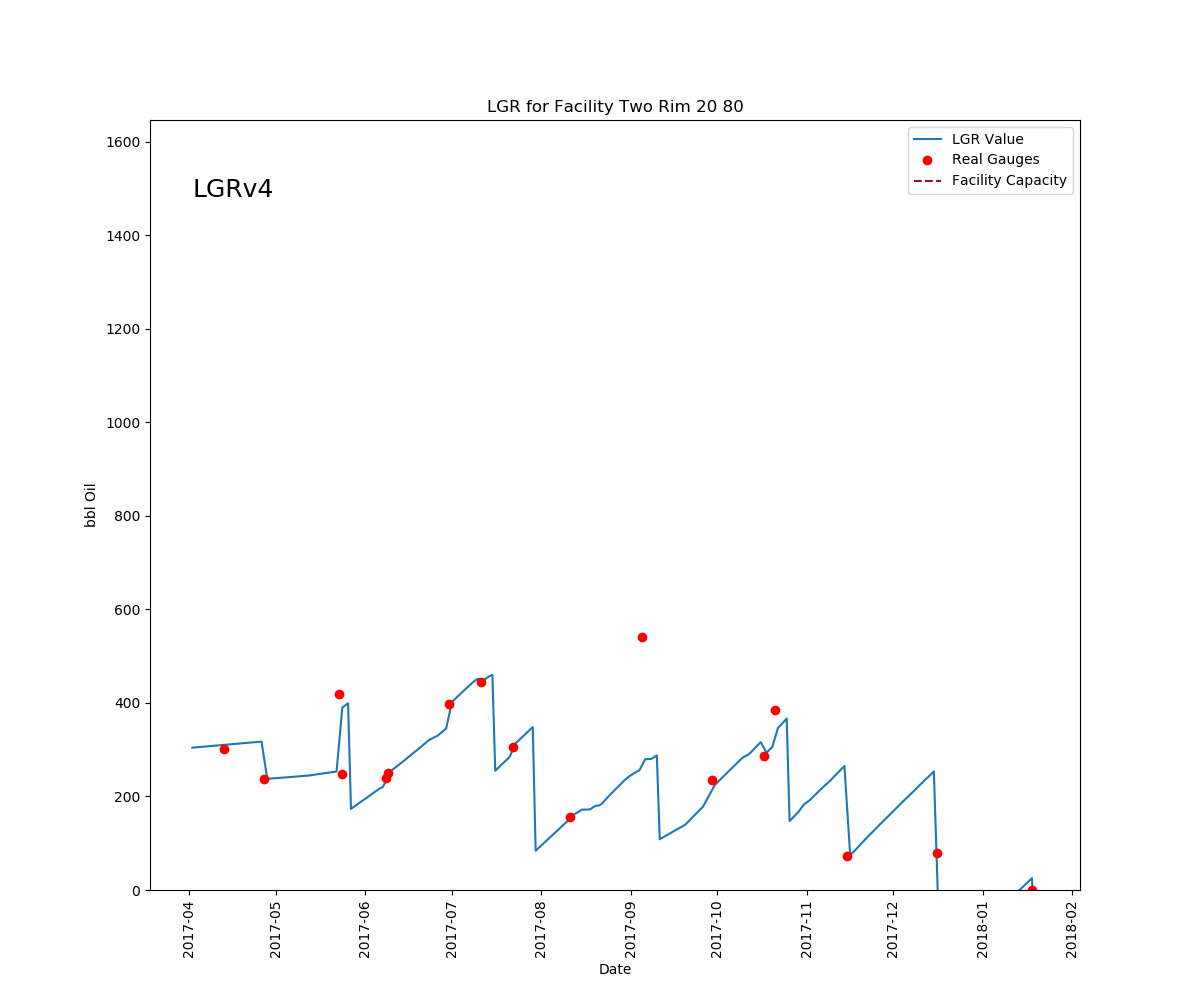 LGR for Facility Two Rim 20 80
LGR Value
Real Gauges
Facility Capacity
LGRv4
1600
1400
1200
1000
800
600
400
200
0
bbl Oil
2017-04
2017-05
2017-06
2017-07
2017-08
2017-09
2017-10
2017-11
2017-12
2018-01
2018-02
Date